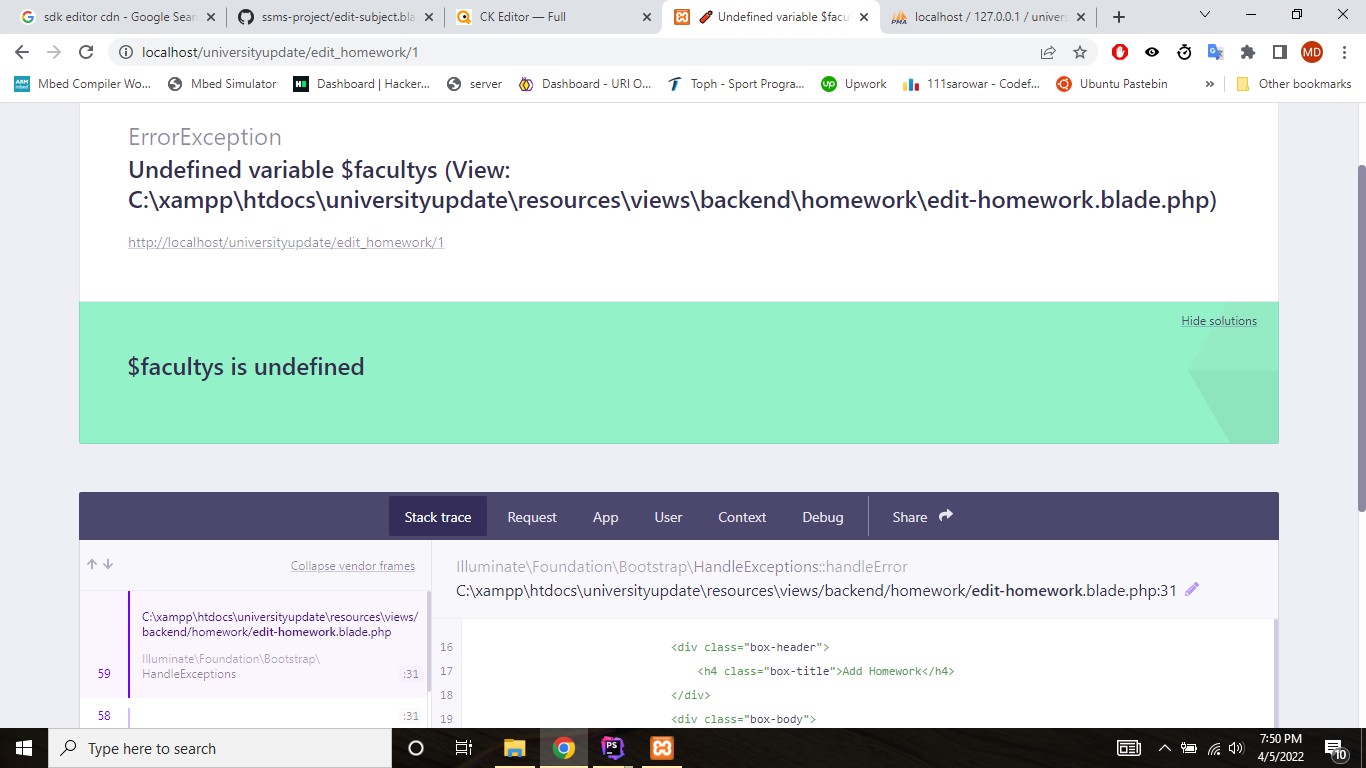 sdk editor cdn - Google Sear
ssms-project/edit-subject.bla
CK Editor — Full
Undefined variable $facu
localhost / 127.0.0.1 / univers
localhost/universityupdate/edit_homework/1
MD
Mbed Compiler Wo...
Mbed Simulator
Dashboard | Hacker...
server
Dashboard - URI O...
Toph - Sport Progra...
Upwork
111sarowar - Codef...
Ubuntu Pastebin
»
Other bookmarks
ErrorException
Undefined variable $facultys (View:
C:\xampp\htdocs\universityupdate\resources\views\backend\homework\edit-homework.blade.php)
http://localhost/universityupdate/edit_homework/1
Hide solutions
$facultys is undefined
Stack trace
Request
App
User
Context
Debug
Share
Collapse vendor frames
C:\xampp\htdocs\universityupdate\resources\views/
backend/homework/edit-homework.blade.php
Illuminate\Foundation\Bootstrap\
59 HandleExceptions :31
58 :31
Illuminate\Foundation\Bootstrap\HandleExceptions::handleError
C:\xampp\htdocs\universityupdate\resources\views/backend/homework/edit-homework.blade.php:31
16 <div class="box-header">
17 <h4 class="box-title">Add Homework</h4>
18 </div>
19 <div class="box-body">
Type here to search
7:50 PM
4/5/2022
10